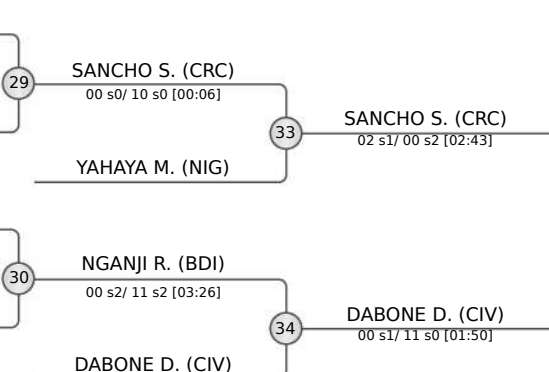 29
SANCHO S. (CRC)
00 s0/ 10 s0 [00:06]
33
SANCHO S. (CRC)
02 s1/ 00 s2 [02:43]
YAHAYA M. (NIG)
30
NGANJI R. (BDI)
00 s2/ 11 s2 [03:26]
34
DABONE D. (CIV)
00 s1/ 11 s0 [01:50]
DABONE D. (CIV)